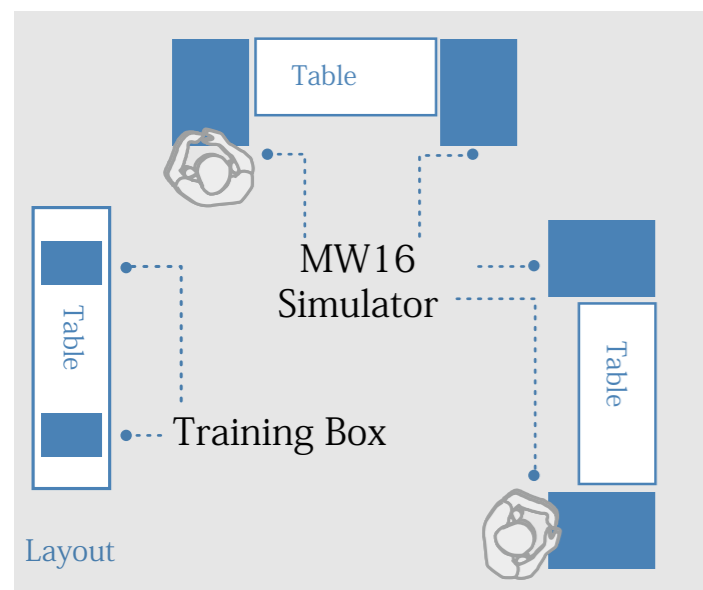 Table
MW16
Simulator
Table
Table
Training Box
Layout